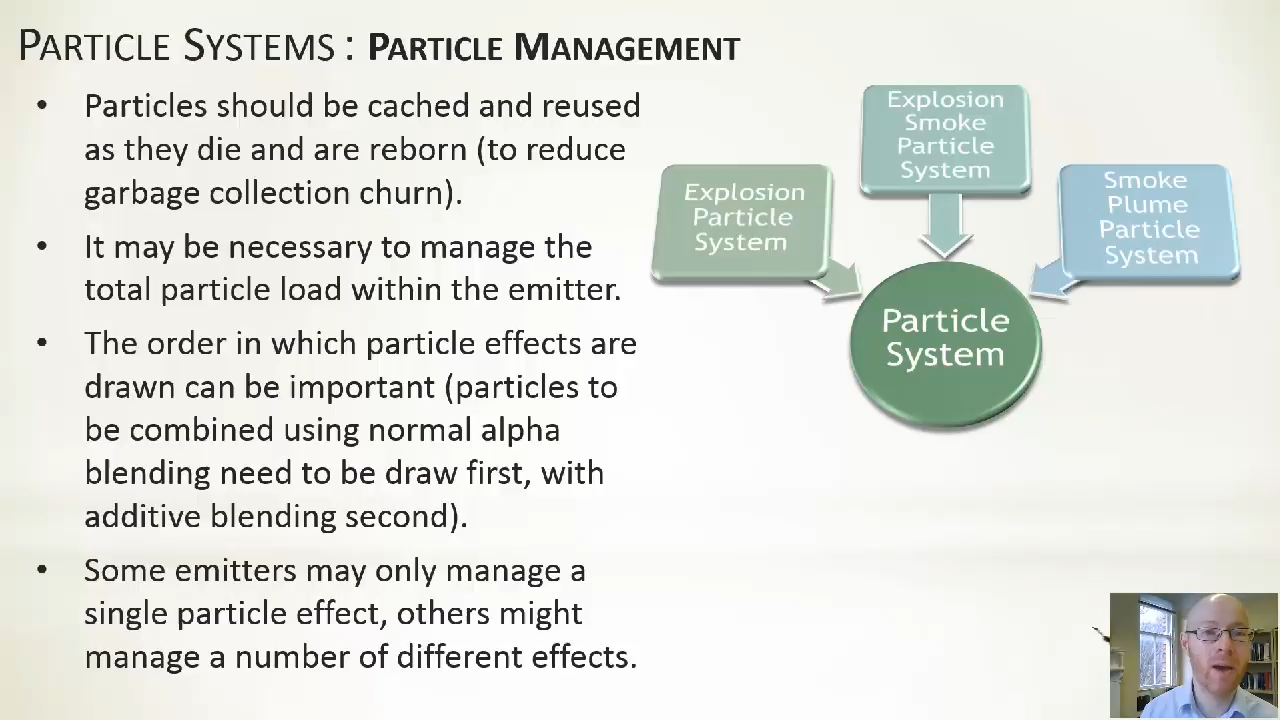 PARTICLE SYSTEMS : PARTICLE MANAGEMENT
• Particles should be cached and reused
as they die and are reborn (to reduce
garbage collection churn).
• It may be necessary to manage the
total particle load within the emitter.
• The order in which particle effects are
drawn can be important (particles to
be combined using normal alpha
blending need to be draw first, with
additive blending second).
• Some emitters may only manage a
single particle effect, others might
manage a number of different effects.
Explosion
Particle
System
Explosion
Smoke
Particle
System
Smoke
Plume
Particle
System
Particle
System